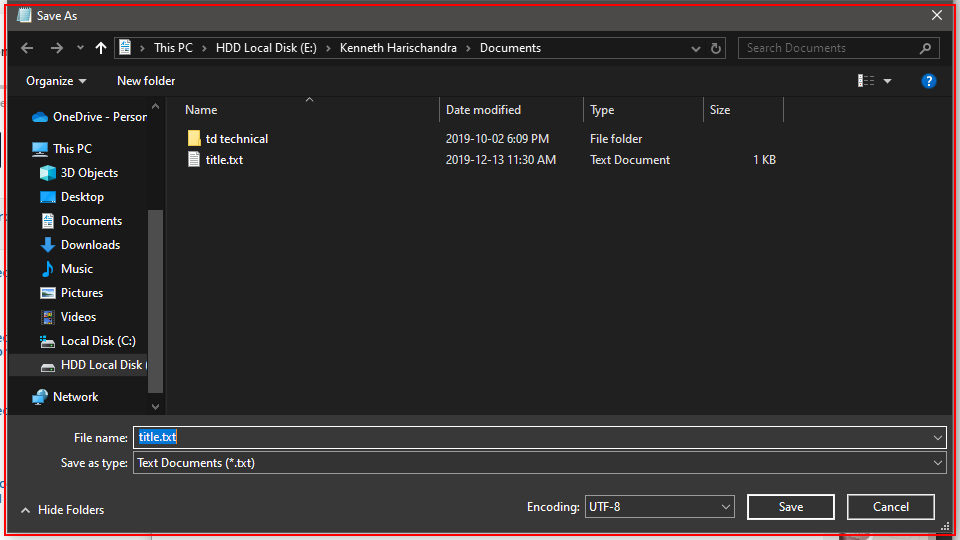 Save As
This PC > HDD Local Disk (E:) > Kenneth Harischandra > Documents
Search Documents
Organize New folder
Name Date modified Type Size
td technical 2019-10-02 6:09 PM File folder
title.txt 2019-12-13 11:30 AM Text Document 1 KB
OneDrive - Person
This PC
3D Objects
Desktop
Documents
Downloads
Music
Pictures
Videos
Local Disk (C:)
HDD Local Disk (
Network
File name: title.txt
Save as type: Text Documents (*.txt)
Hide Folders
Encoding: UTF-8 Save Cancel